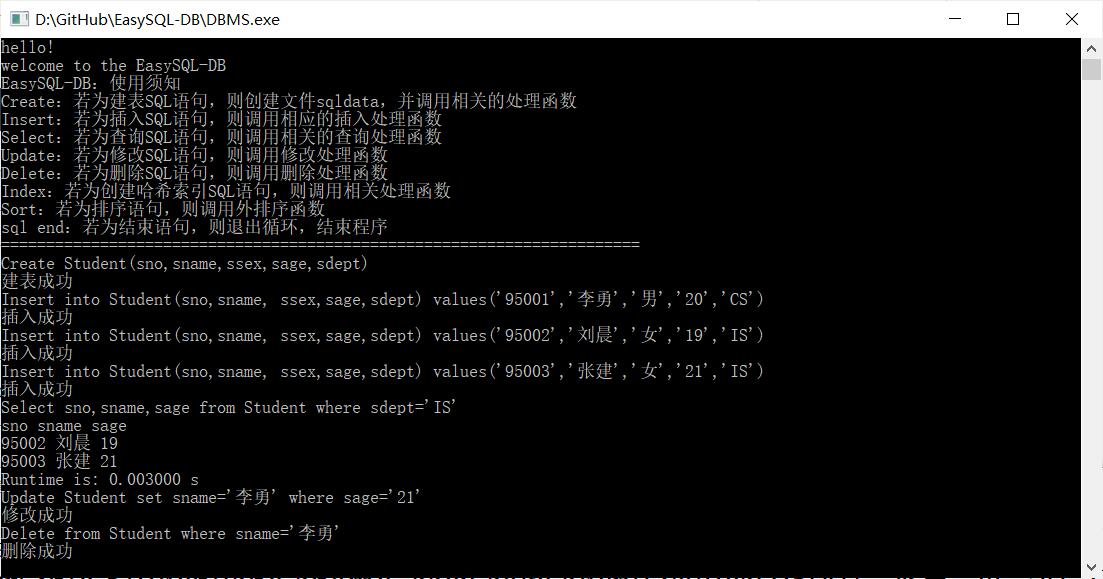 D:\GitHub\EasySQL-DB\DBMS.exe
hello!
welcome to the EasySQL-DB
EasySQL-DB：使用须知
Create：若为建表SQL语句，则创建文件sqldata，并调用相关的处理函数
Insert：若为插入SQL语句，则调用相应的插入处理函数
Select：若为查询SQL语句，则调用相关的查询处理函数
Update：若为修改SQL语句，则调用修改处理函数
Delete：若为删除SQL语句，则调用删除处理函数
Index：若为创建哈希索引SQL语句，则调用相关处理函数
Sort：若为排序语句，则调用外排序函数
sql end：若为结束语句，则退出循环，结束程序
=======================================================================
Create Student(sno,sname,ssex,sage,sdept)
建表成功
Insert into Student(sno,sname, ssex,sage,sdept) values('95001','李勇','男','20','CS')
插入成功
Insert into Student(sno,sname, ssex,sage,sdept) values('95002','刘晨','女','19','IS')
插入成功
Insert into Student(sno,sname, ssex,sage,sdept) values('95003','张建','女','21','IS')
插入成功
Select sno,sname,sage from Student where sdept='IS'
sno sname sage
95002 刘晨 19
95003 张建 21
Runtime is: 0.003000 s
Update Student set sname='李勇' where sage='21'
修改成功
Delete from Student where sname='李勇'
删除成功